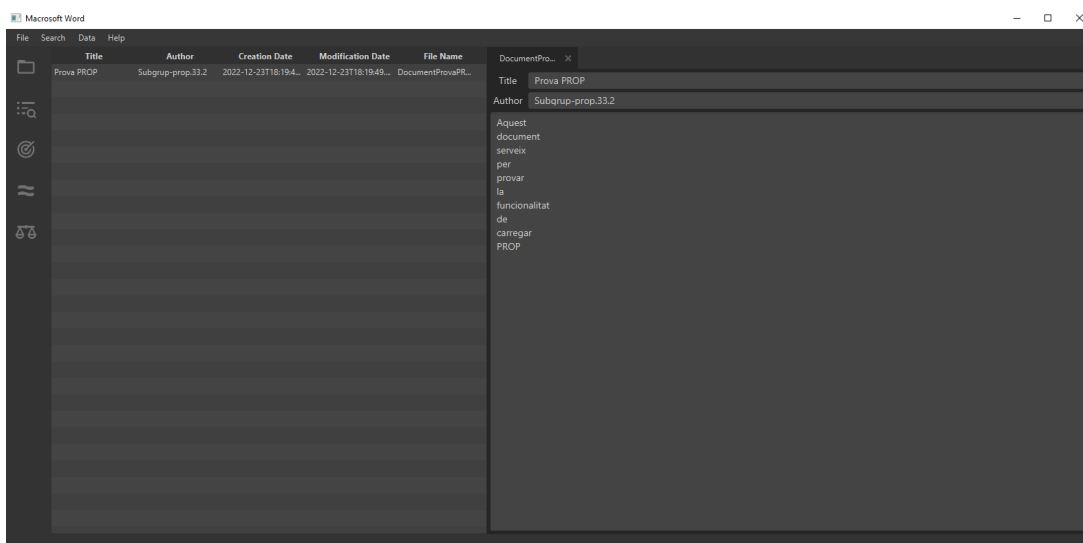 Macrosoft Word
File Search Data Help
Title Author Creation Date Modification Date File Name
Prova PROP Subgrup-prop.33.2 2022-12-23T18:19:4... 2022-12-23T18:19:49... DocumentProvaPR...
DocumentPro...
Title Prova PROP
Author Subgrup-prop.33.2
Aquest
document
serveix
per
provar
la
funcionalitat
de
carregar
PROP